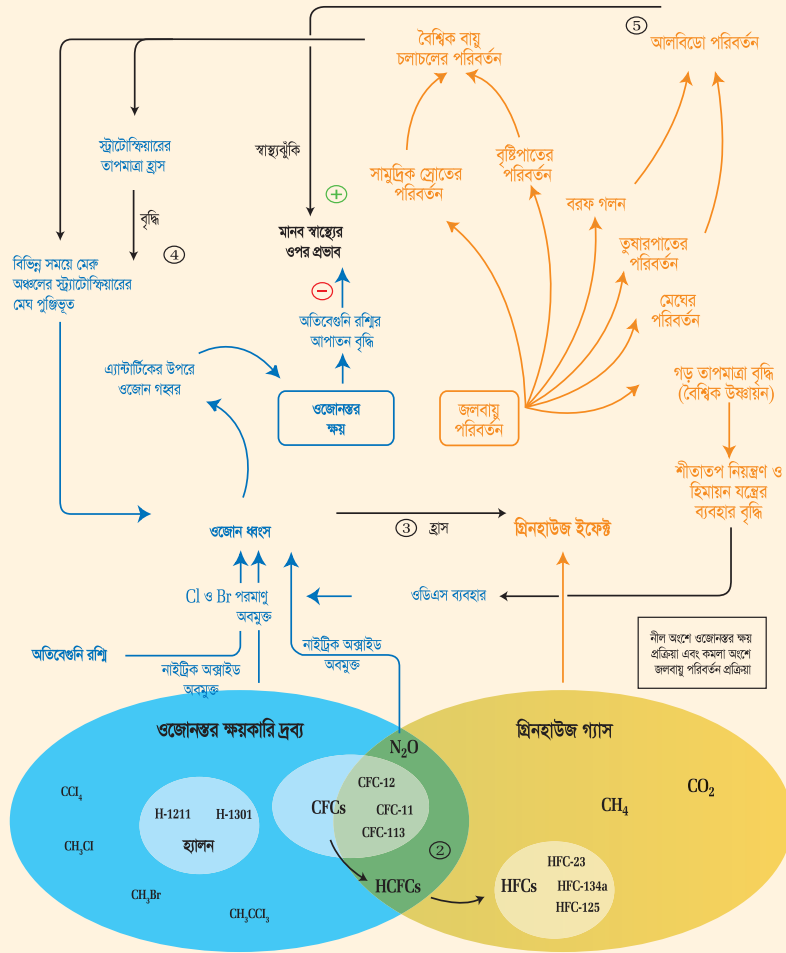 ⑤
বৈশ্বিক বায়ু
চলাচলের পরিবর্তন
আলবিডো পরিবর্তন
স্ট্রাটোস্ফিয়ারের
তাপমাত্রা হ্রাস
স্বাস্থ্যঝুঁকি
সামুদ্রিক স্রোতের
পরিবর্তন
বৃষ্টিপাতের
পরিবর্তন
বরফ গলন
+
বৃদ্ধি
④
মানব স্বাস্থ্যের
ওপর প্রভাব
তুষারপাতের
পরিবর্তন
বিভিন্ন সময়ে মেরু
অঞ্চলের স্ট্র্যাটোস্ফিয়ারের
মেঘ পুঞ্জিভূত
−
অতিবেগুনি রশ্মির
আপাতন বৃদ্ধি
মেঘের
পরিবর্তন
এ্যান্টার্টিকের উপরে
ওজোন গহ্বর
গড় তাপমাত্রা বৃদ্ধি
(বৈশ্বিক উষ্ণায়ন)
ওজোনস্তর
ক্ষয়
জলবায়ু
পরিবর্তন
শীতাতপ নিয়ন্ত্রণ ও
হিমায়ন যন্ত্রের
ব্যবহার বৃদ্ধি
ওজোন ধ্বংস
③ হ্রাস
গ্রিনহাউজ ইফেক্ট
Cl ও Br পরমাণু
অবমুক্ত
ওডিএস ব্যবহার
অতিবেগুনি রশ্মি
নাইট্রিক অক্সাইড
অবমুক্ত
নাইট্রিক অক্সাইড
অবমুক্ত
নীল অংশে ওজোনস্তর ক্ষয়
প্রক্রিয়া এবং কমলা অংশে
জলবায়ু পরিবর্তন প্রক্রিয়া
ওজোনস্তর ক্ষয়কারি দ্রব্য
গ্রিনহাউজ গ্যাস
N₂O
CCI₄
H-1211
H-1301
হ্যালন
CFCs
CFC-12
CFC-11
CFC-113
CH₄
CO₂
CH₃CI
②
HCFCs
HFCs
HFC-23
HFC-134a
HFC-125
CH₃Br
CH₃CCI₃